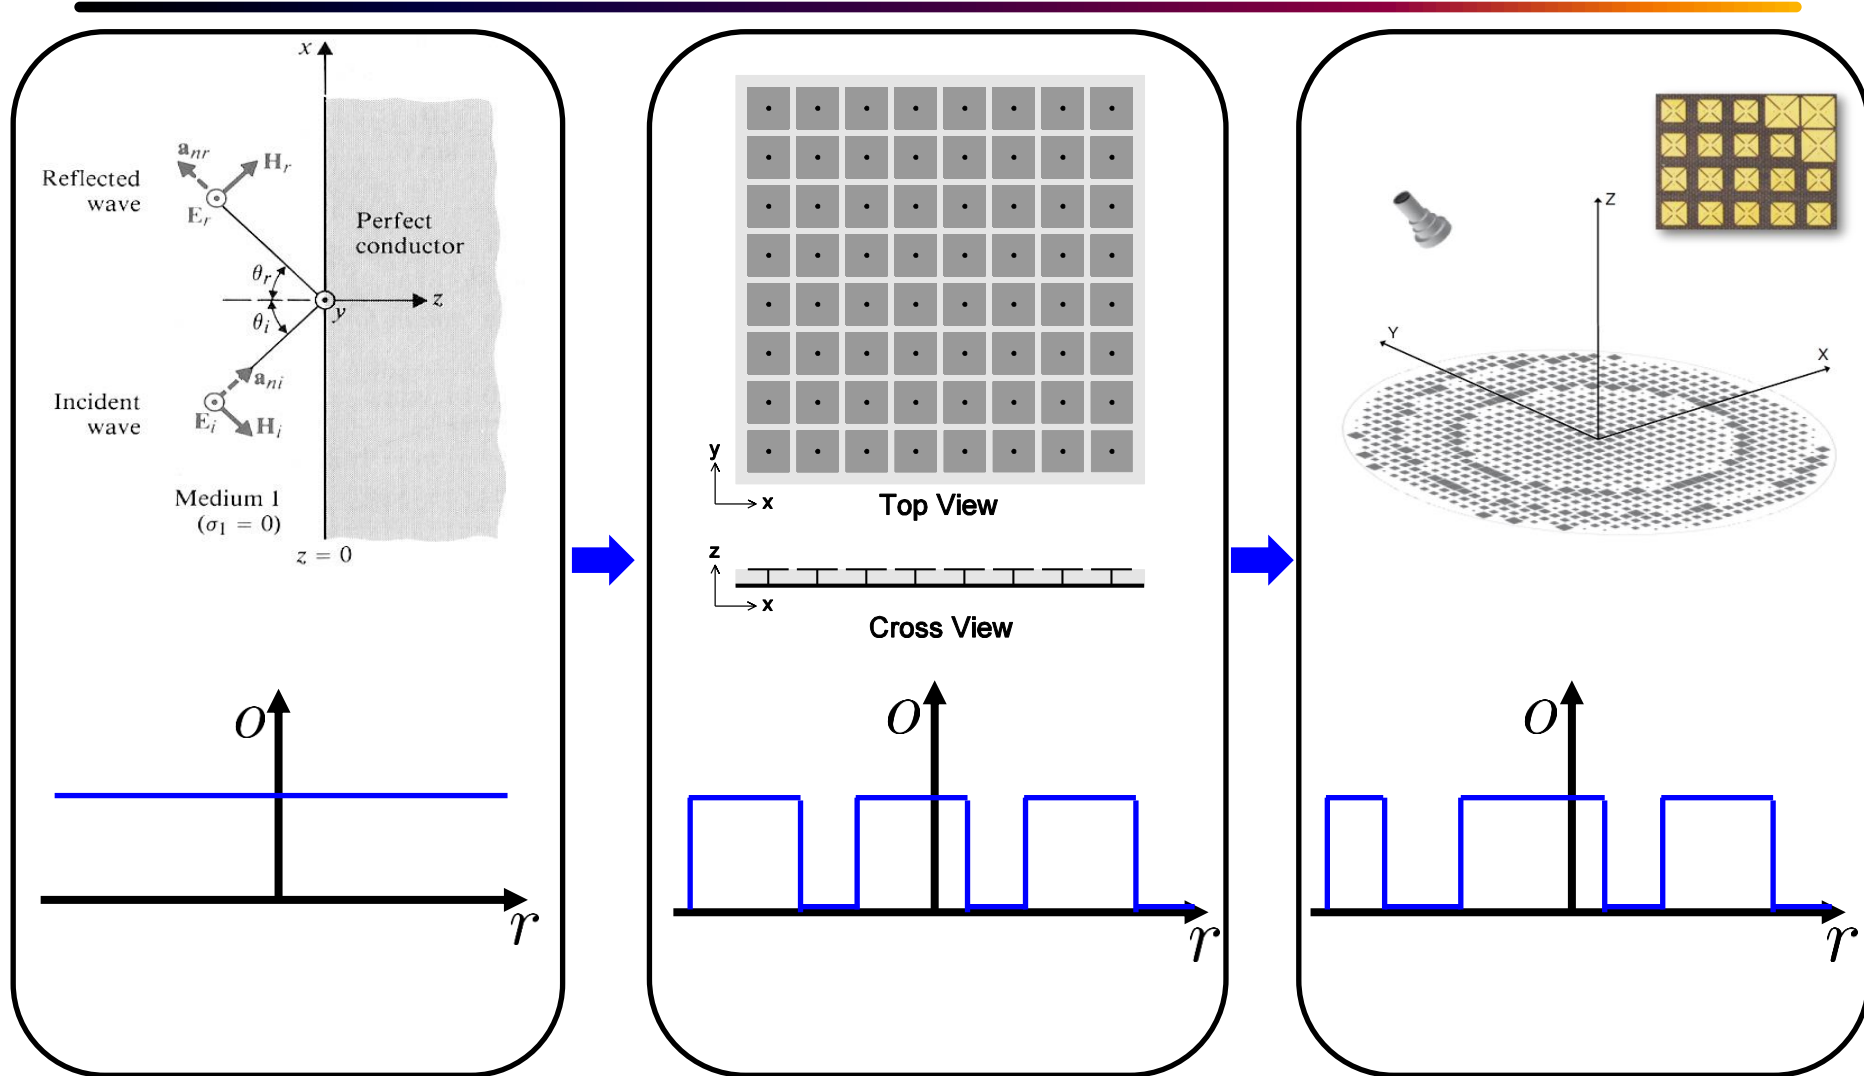 x
a_nr
H_r
Reflected
wave
E_r
Perfect
conductor
θ_r
z
y
θ_i
a_ni
Incident
wave
E_i
H_i
Medium 1
(σ₁ = 0)
z = 0
O
r
y
x
Top View
z
x
Cross View
O
r
Z
Y
X
O
r